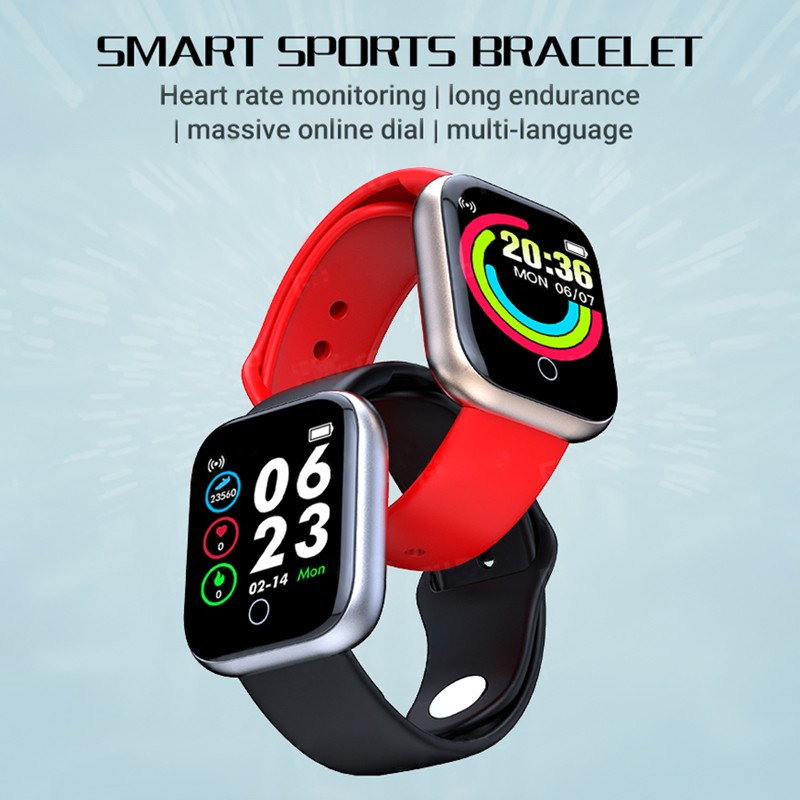 SMART SPORTS BRACELET
Heart rate monitoring | long endurance
| massive online dial | multi-language
20:36
MON 06/07
06
23
23560
0
0
02-14 Mon